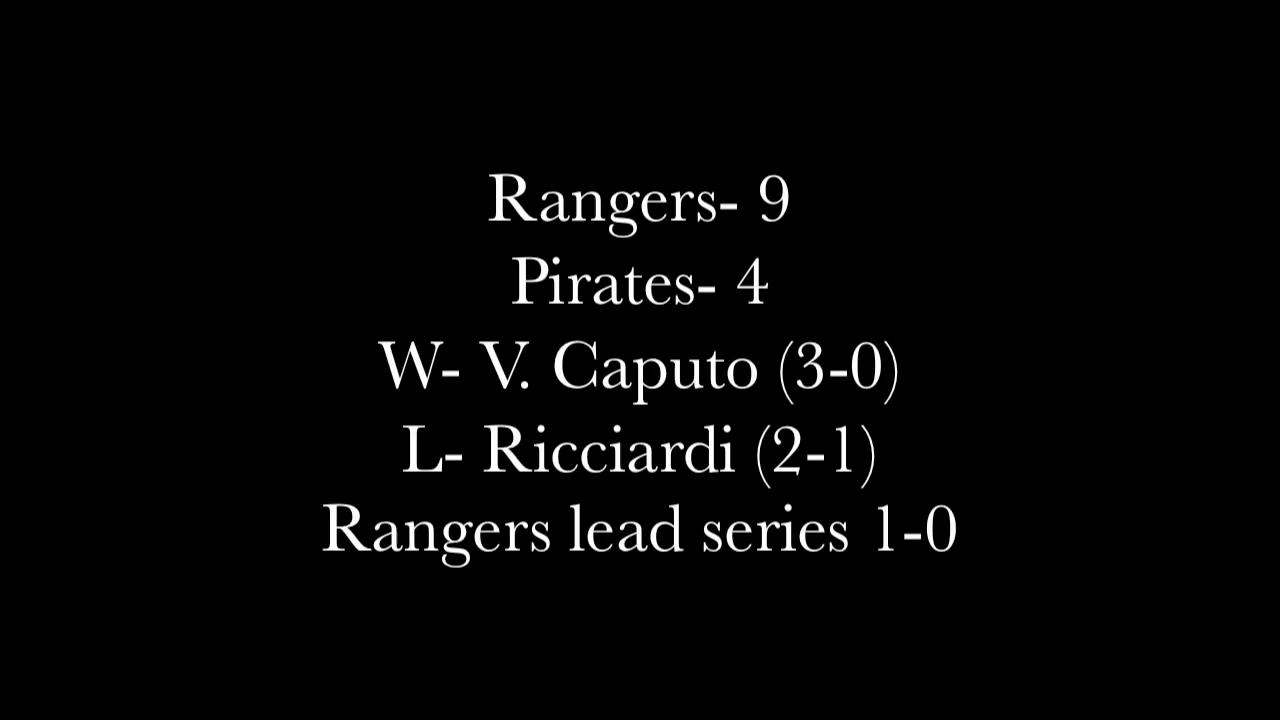 Rangers- 9
Pirates- 4
W- V. Caputo (3-0)
L- Ricciardi (2-1)
Rangers lead series 1-0